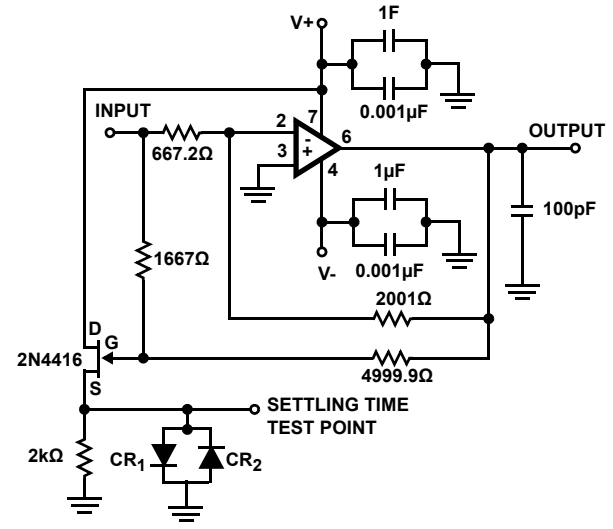 V+
1F
0.001µF
INPUT
667.2Ω
2
3
-
+
7
6
4
OUTPUT
1µF
0.001µF
V-
100pF
1667Ω
2001Ω
4999.9Ω
D
G
S
2N4416
SETTLING TIME
TEST POINT
2kΩ
CR1
CR2